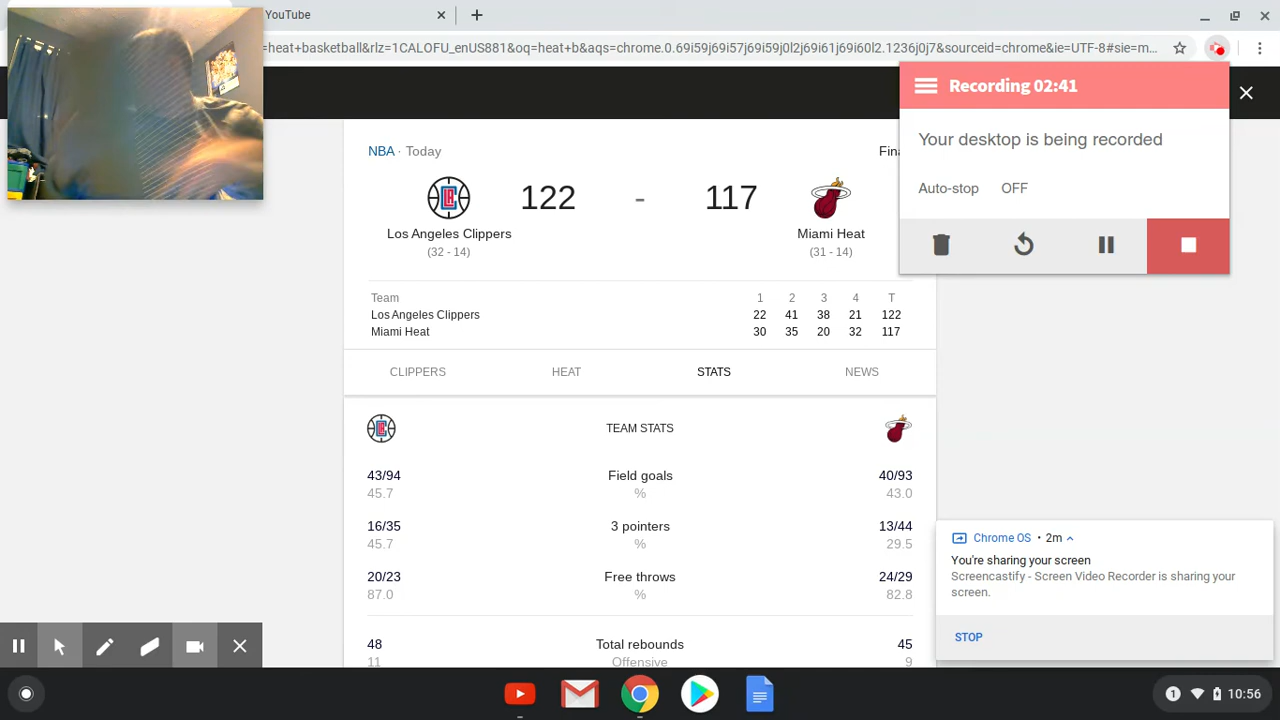 YouTube
=heat+basketball&rlz=1CALOFU_enUS881&oq=heat+b&aqs=chrome.0.69i59j69i57j69i59j0l2j69i61j69i60l2.1236j0j7&sourceid=chrome&ie=UTF-8#sie=m...
Recording 02:41
Your desktop is being recorded
Auto-stop OFF
NBA · Today
Fina
122 - 117
Los Angeles Clippers Miami Heat
(32 - 14) (31 - 14)
Team 1 2 3 4 T
Los Angeles Clippers 22 41 38 21 122
Miami Heat 30 35 20 32 117
CLIPPERS HEAT STATS NEWS
TEAM STATS
43/94 Field goals 40/93
45.7 % 43.0
16/35 3 pointers 13/44
45.7 % 29.5
20/23 Free throws 24/29
87.0 % 82.8
48 Total rebounds 45
11 Offensive 9
Chrome OS • 2m
You're sharing your screen
Screencastify - Screen Video Recorder is sharing your
screen.
STOP
1 10:56